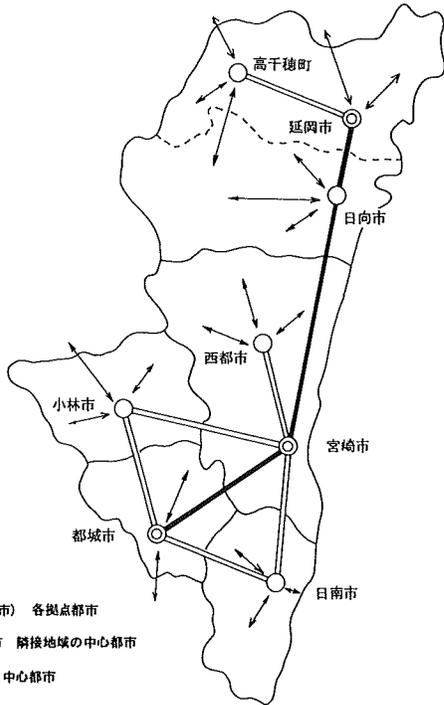 高千穂町
延岡市
日向市
西都市
小林市
宮崎市
都城市
日南市
市) 各拠点都市
隣接地域の中心都市
中心都市